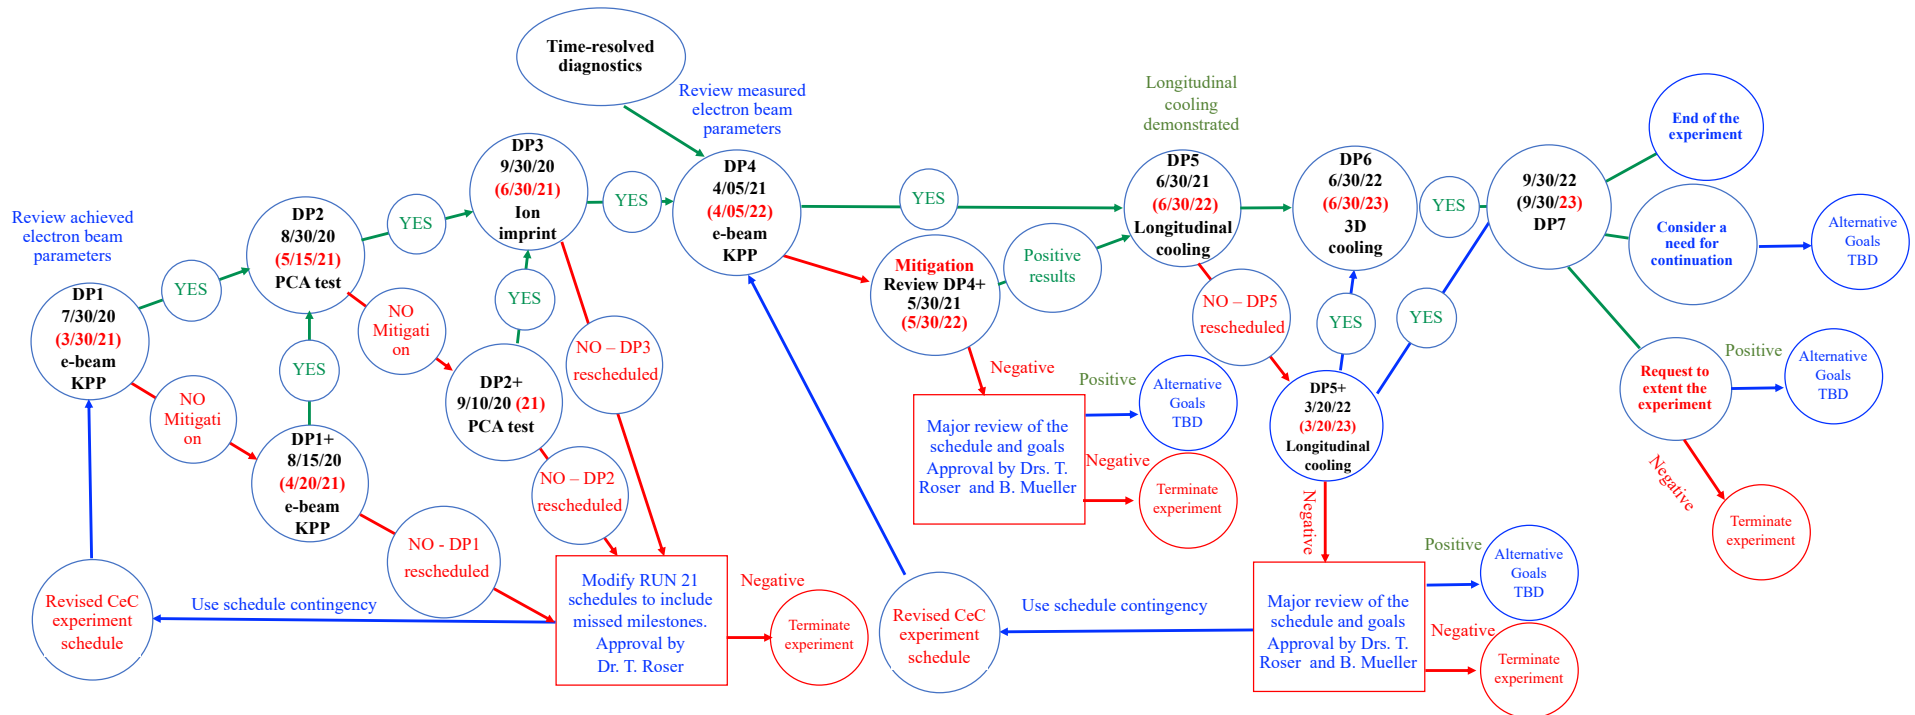 Time-resolved
diagnostics
Review measured
electron beam
parameters
Longitudinal
cooling
demonstrated
End of the
experiment
Review achieved
electron beam
parameters
DP1
7/30/20
(3/30/21)
e-beam
KPP
YES
NO
Mitigati
on
DP1+
8/15/20
(4/20/21)
e-beam
KPP
YES
DP2
8/30/20
(5/15/21)
PCA test
YES
NO
Mitigati
on
DP2+
9/10/20 (21)
PCA test
YES
DP3
9/30/20
(6/30/21)
Ion
imprint
YES
NO – DP3
rescheduled
NO – DP2
rescheduled
NO - DP1
rescheduled
Modify RUN 21
schedules to include
missed milestones.
Approval by
Dr. T. Roser
Negative
Terminate
experiment
Use schedule contingency
Revised CeC
experiment
schedule
DP4
4/05/21
(4/05/22)
e-beam
KPP
YES
Mitigation
Review DP4+
5/30/21
(5/30/22)
Positive
results
Negative
Major review of the
schedule and goals
Approval by Drs. T.
Roser and B. Mueller
Positive
Alternative
Goals
TBD
Negative
Terminate
experiment
DP5
6/30/21
(6/30/22)
Longitudinal
cooling
NO – DP5
rescheduled
DP5+
3/20/22
(3/20/23)
Longitudinal
cooling
YES
YES
Negative
Major review of the
schedule and goals
Approval by Drs. T.
Roser and B. Mueller
Positive
Alternative
Goals
TBD
Negative
Terminate
experiment
Use schedule contingency
Revised CeC
experiment
schedule
DP6
6/30/22
(6/30/23)
3D
cooling
YES
9/30/22
(9/30/23)
DP7
Consider a
need for
continuation
Alternative
Goals
TBD
Request to
extent the
experiment
Positive
Alternative
Goals
TBD
Negative
Terminate
experiment